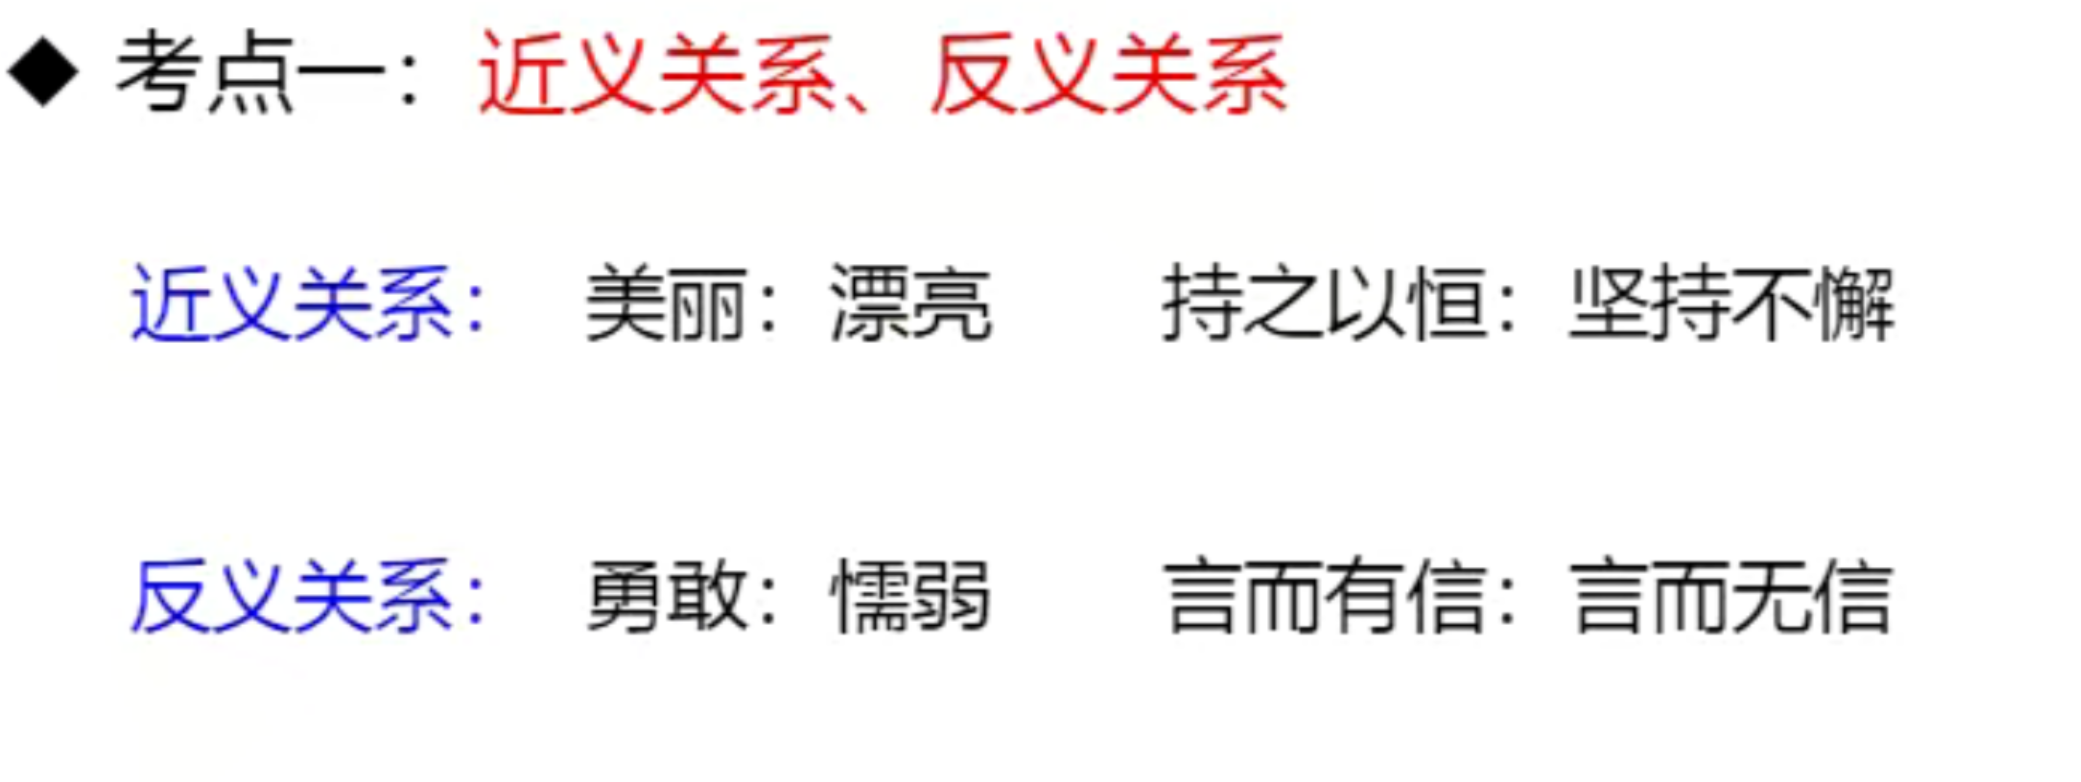 ◆ 考点一：近义关系、反义关系
近义关系： 美丽：漂亮 持之以恒：坚持不懈
反义关系： 勇敢：懦弱 言而有信：言而无信